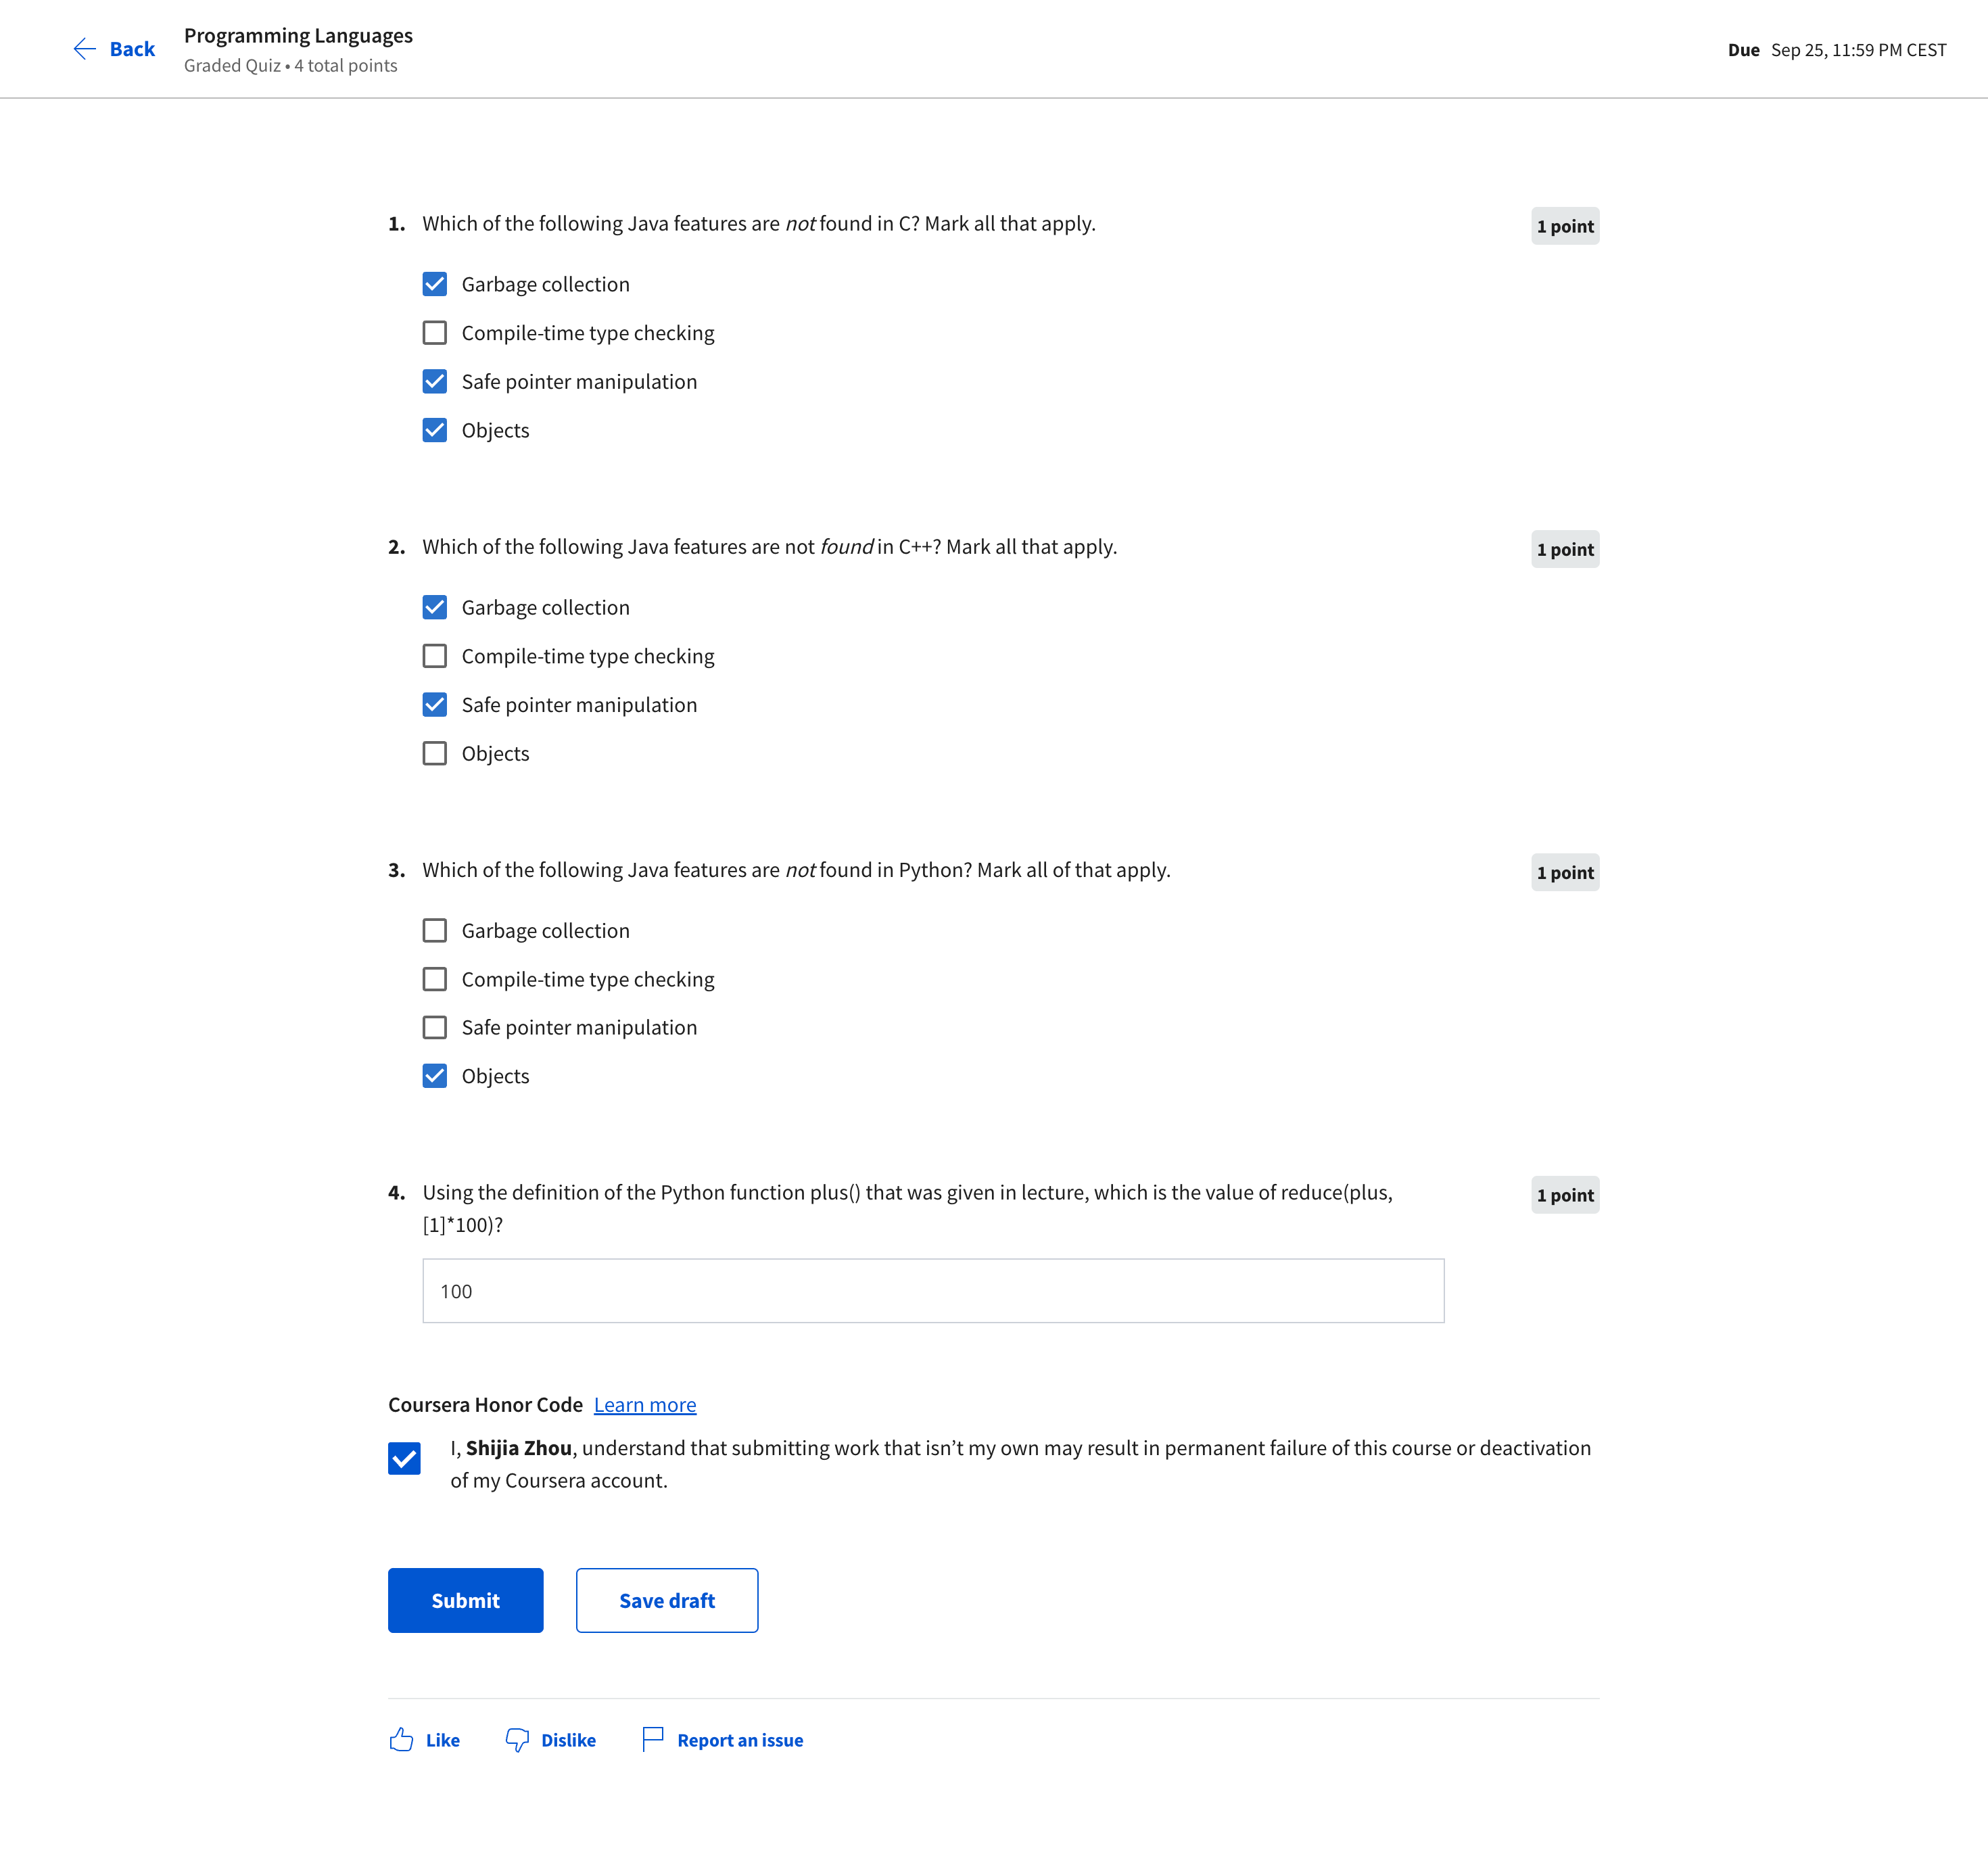 Back
Programming Languages
Graded Quiz • 4 total points
Due Sep 25, 11:59 PM CEST
1. Which of the following Java features are not found in C? Mark all that apply.
1 point
Garbage collection
Compile-time type checking
Safe pointer manipulation
Objects
2. Which of the following Java features are not found in C++? Mark all that apply.
1 point
Garbage collection
Compile-time type checking
Safe pointer manipulation
Objects
3. Which of the following Java features are not found in Python? Mark all of that apply.
1 point
Garbage collection
Compile-time type checking
Safe pointer manipulation
Objects
4. Using the definition of the Python function plus() that was given in lecture, which is the value of reduce(plus,
[1]*100)?
1 point
100
Coursera Honor Code Learn more
I, Shijia Zhou, understand that submitting work that isn’t my own may result in permanent failure of this course or deactivation
of my Coursera account.
Submit
Save draft
Like
Dislike
Report an issue